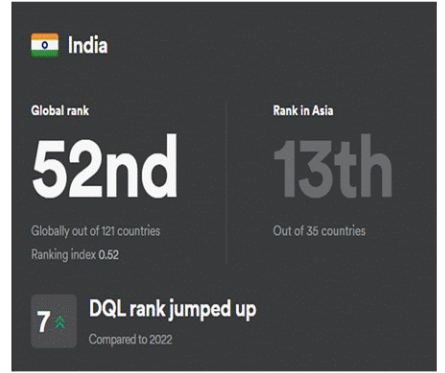 India
Global rank
52nd
Globally out of 121 countries
Ranking index 0.52
Rank in Asia
13th
Out of 35 countries
7
DQL rank jumped up
Compared to 2022